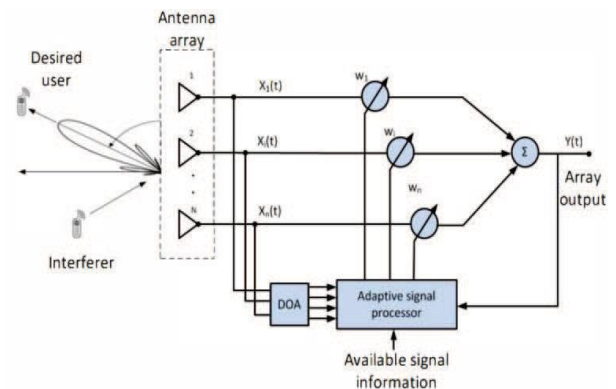 Antenna
array
Desired
user
1
X₁(t)
w₁
2
Xᵢ(t)
wᵢ
Y(t)
Σ
Array
output
wₙ
N
Xₙ(t)
Interferer
DOA
Adaptive signal
processor
Available signal
information